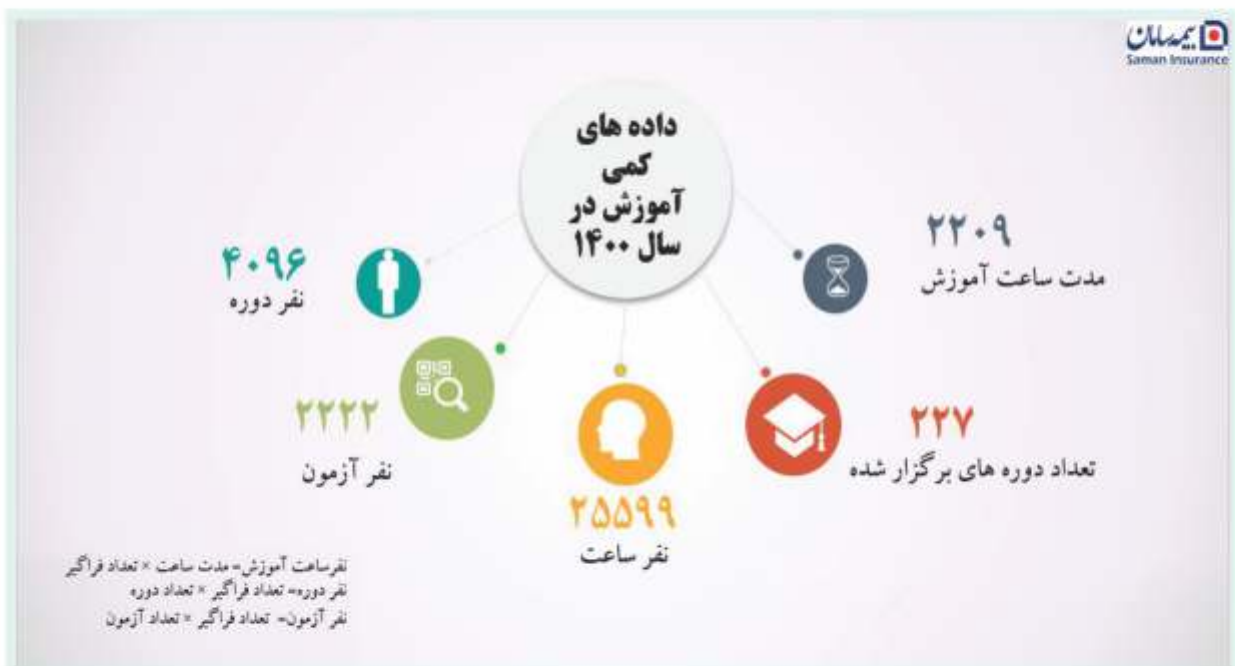 بیمه سامان
Saman Insurance
داده های
کمی
آموزش در
سال ۱۴۰۰
۲۲۰۹
مدت ساعت آموزش
۲۲۷
تعداد دوره های برگزار شده
۲۵۵۹۹
نفر ساعت
۲۲۲۲
نفر آزمون
۴۰۹۶
نفر دوره
نفرساعت آموزش= مدت ساعت × تعداد فراگیر
نفر دوره= تعداد فراگیر × تعداد دوره
نفر آزمون= تعداد فراگیر × تعداد آزمون